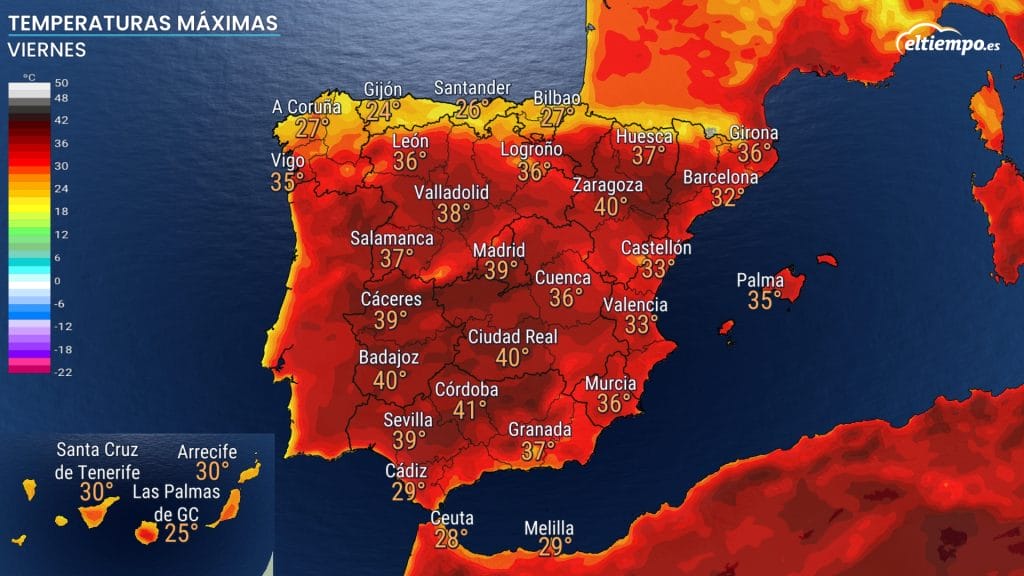 TEMPERATURAS MÁXIMAS
VIERNES
eltiempo.es
°C
50
48
42
36
30
24
18
12
6
0
-6
-12
-18
-22
A Coruña
27°
Gijón
24°
Santander
26°
Bilbao
27°
Vigo
35°
León
36°
Logroño
36°
Huesca
37°
Girona
36°
Valladolid
38°
Zaragoza
40°
Barcelona
32°
Salamanca
37°
Madrid
39°
Cuenca
36°
Castellón
33°
Palma
35°
Cáceres
39°
Valencia
33°
Ciudad Real
40°
Badajoz
40°
Córdoba
41°
Murcia
36°
Sevilla
39°
Granada
37°
Cádiz
29°
Ceuta
28°
Melilla
29°
Santa Cruz
de Tenerife
30°
Arrecife
30°
Las Palmas
de GC
25°